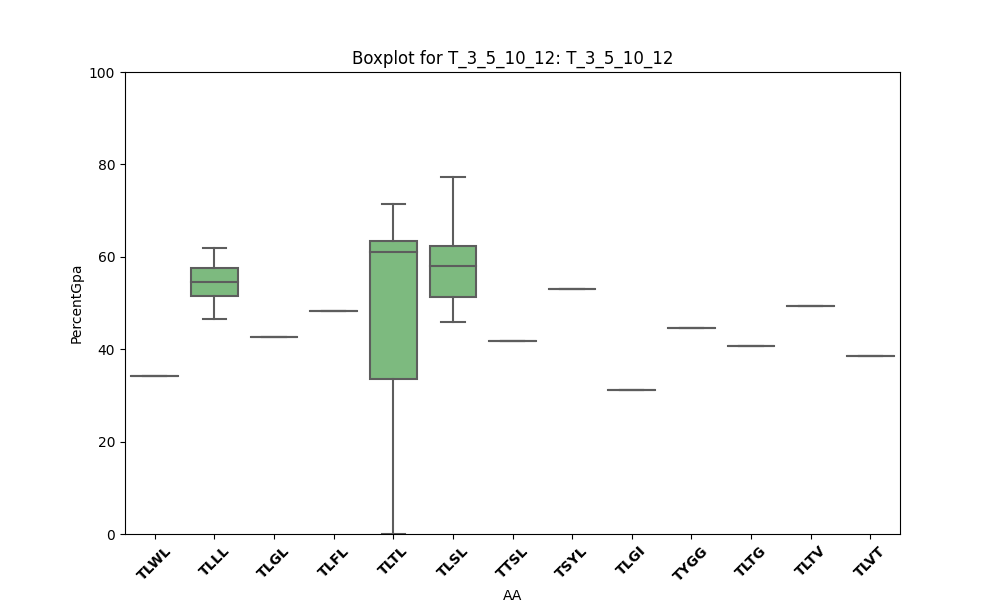 Boxplot for T_3_5_10_12: T_3_5_10_12
100
80
60
40
20
0
PercentGpa
TLWL
TLLL
TLGL
TLFL
TLTL
TLSL
TTSL
TSYL
TLGI
TYGG
TLTG
TLTV
TLVT
AA